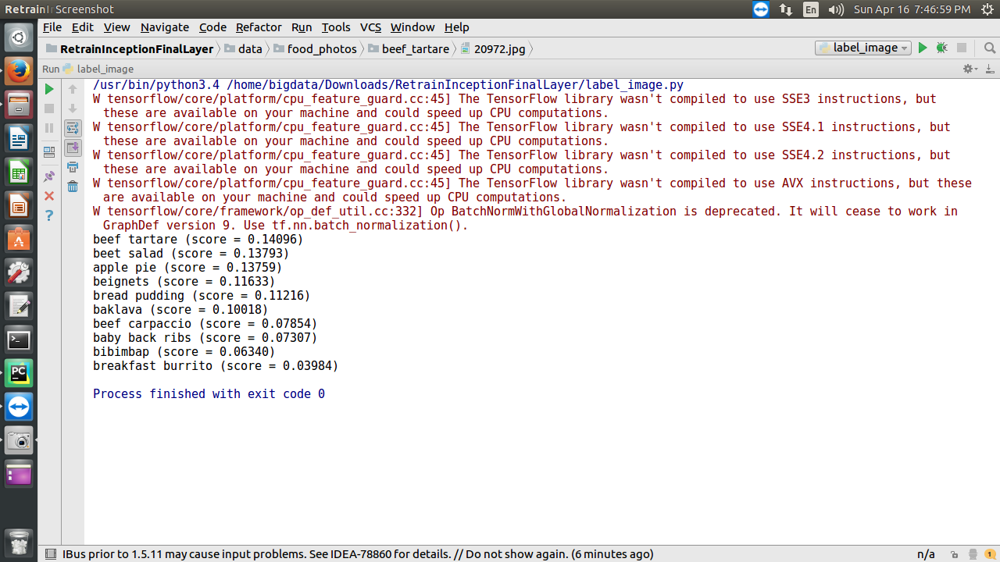 RetrainIn Screenshot
En
Sun Apr 16 7:46:59 PM
File Edit View Navigate Code Refactor Run Tools VCS Window Help
RetrainInceptionFinalLayer data food_photos beef_tartare 20972.jpg label_image
Run label_image
/usr/bin/python3.4 /home/bigdata/Downloads/RetrainInceptionFinalLayer/label_image.py
W tensorflow/core/platform/cpu_feature_guard.cc:45] The TensorFlow library wasn't compiled to use SSE3 instructions, but
these are available on your machine and could speed up CPU computations.
W tensorflow/core/platform/cpu_feature_guard.cc:45] The TensorFlow library wasn't compiled to use SSE4.1 instructions, but
these are available on your machine and could speed up CPU computations.
W tensorflow/core/platform/cpu_feature_guard.cc:45] The TensorFlow library wasn't compiled to use SSE4.2 instructions, but
these are available on your machine and could speed up CPU computations.
W tensorflow/core/platform/cpu_feature_guard.cc:45] The TensorFlow library wasn't compiled to use AVX instructions, but these
are available on your machine and could speed up CPU computations.
W tensorflow/core/framework/op_def_util.cc:332] Op BatchNormWithGlobalNormalization is deprecated. It will cease to work in
GraphDef version 9. Use tf.nn.batch_normalization().
beef tartare (score = 0.14096)
beet salad (score = 0.13793)
apple pie (score = 0.13759)
beignets (score = 0.11633)
bread pudding (score = 0.11216)
baklava (score = 0.10018)
beef carpaccio (score = 0.07854)
baby back ribs (score = 0.07307)
bibimbap (score = 0.06340)
breakfast burrito (score = 0.03984)
Process finished with exit code 0
PC
IBus prior to 1.5.11 may cause input problems. See IDEA-78860 for details. // Do not show again. (6 minutes ago)
n/a
1